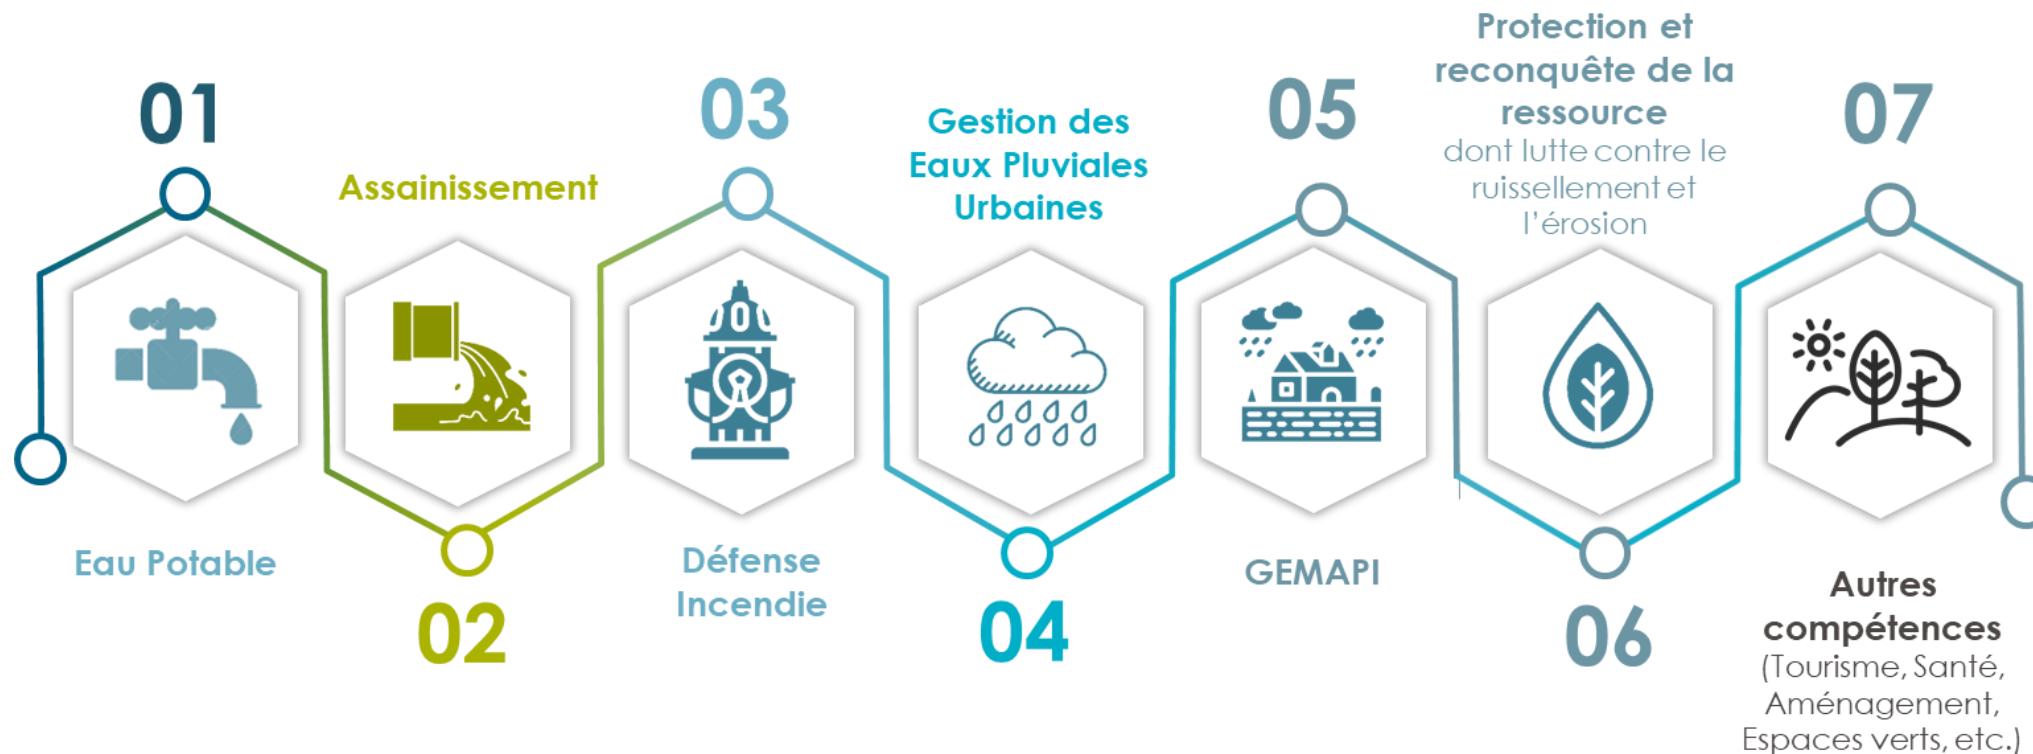 01
Eau Potable
Assainissement
02
03
Défense
Incendie
Gestion des
Eaux Pluviales
Urbaines
04
05
GEMAPI
Protection et
reconquête de la
ressource
dont lutte contre le
ruissellement et
l'érosion
06
07
Autres
compétences
(Tourisme, Santé,
Aménagement,
Espaces verts, etc.)